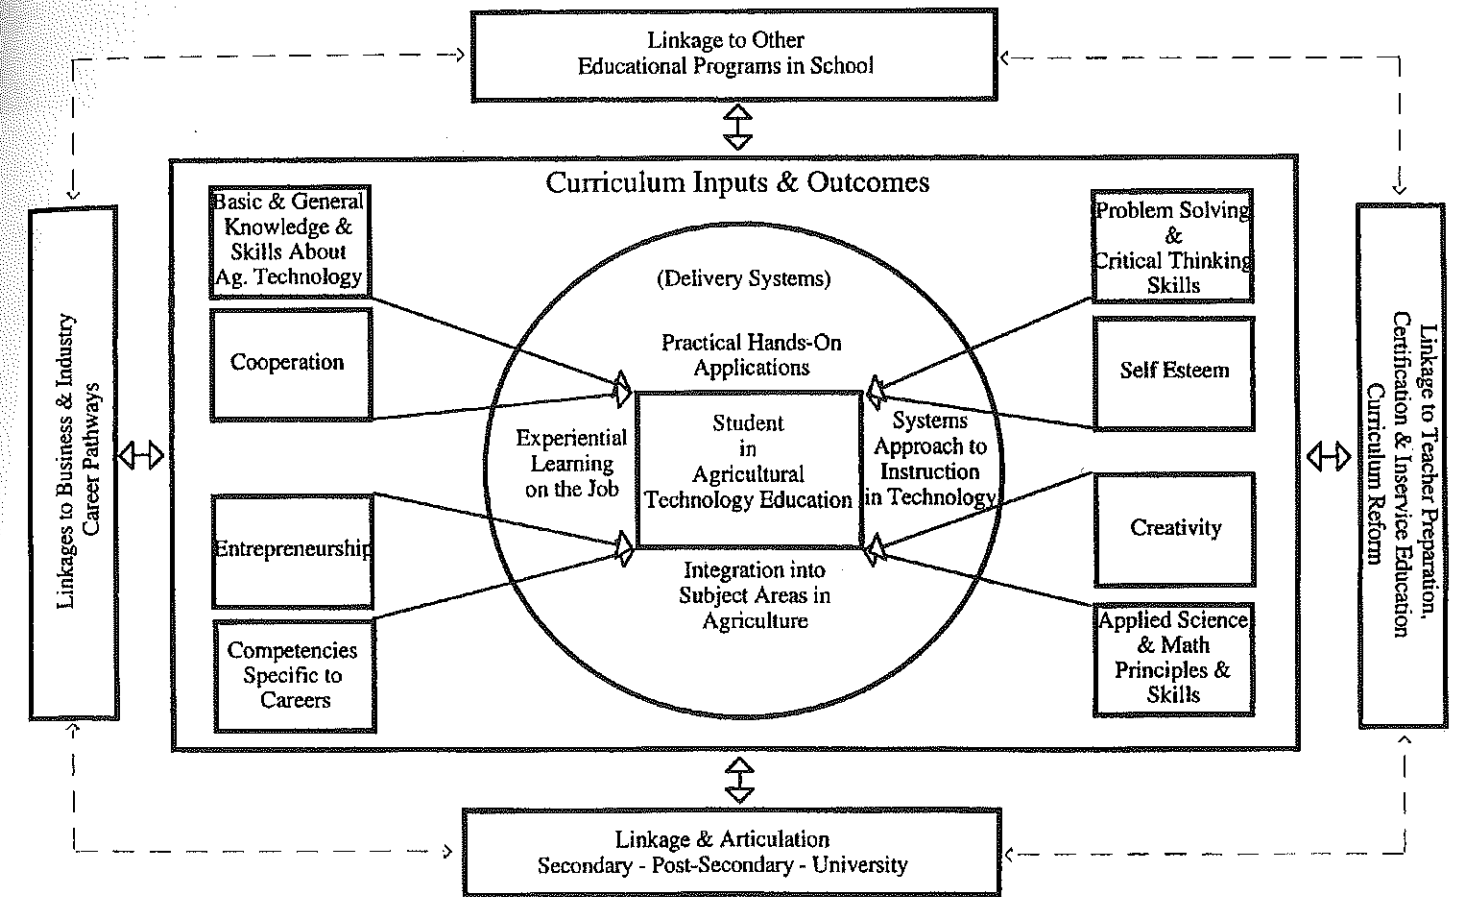 Linkage to Other
Educational Programs in School
Curriculum Inputs & Outcomes
Basic & General
Knowledge &
Skills About
Ag. Technology
Cooperation
Entrepreneurship
Competencies
Specific to
Careers
(Delivery Systems)
Practical Hands-On
Applications
Experiential
Learning
on the Job
Student
in
Agricultural
Technology Education
Systems
Approach to
Instruction
in Technology
Integration into
Subject Areas in
Agriculture
Problem Solving
&
Critical Thinking
Skills
Self Esteem
Creativity
Applied Science
& Math
Principles &
Skills
Linkages to Business & Industry
Career Pathways
Linkage to Teacher Preparation,
Certification & Inservice Education
Curriculum Reform
Linkage & Articulation
Secondary - Post-Secondary - University